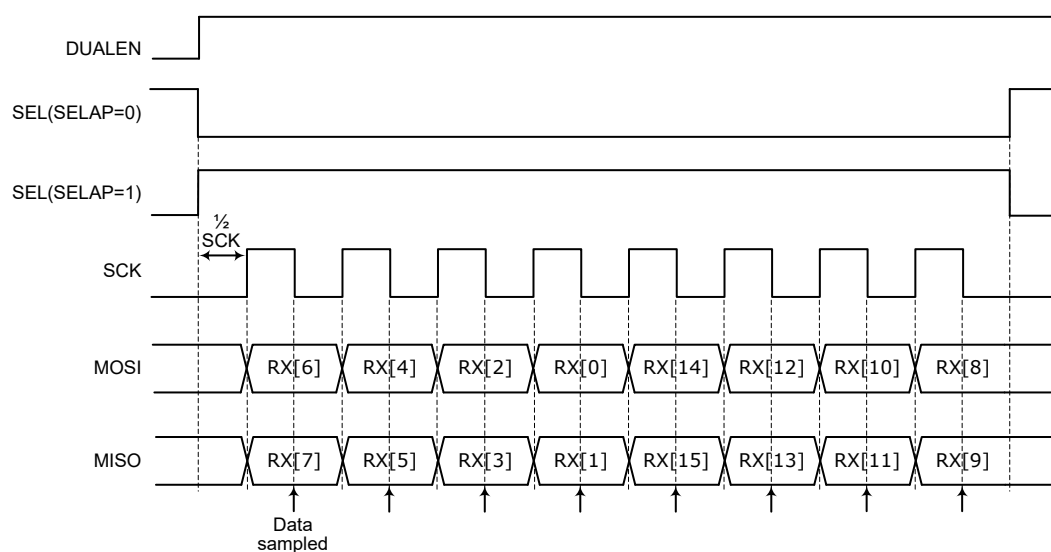 DUALEN
SEL(SELAP=0)
SEL(SELAP=1)
½
SCK
SCK
MOSI RX[6] RX[4] RX[2] RX[0] RX[14] RX[12] RX[10] RX[8]
MISO RX[7] RX[5] RX[3] RX[1] RX[15] RX[13] RX[11] RX[9]
Data
sampled